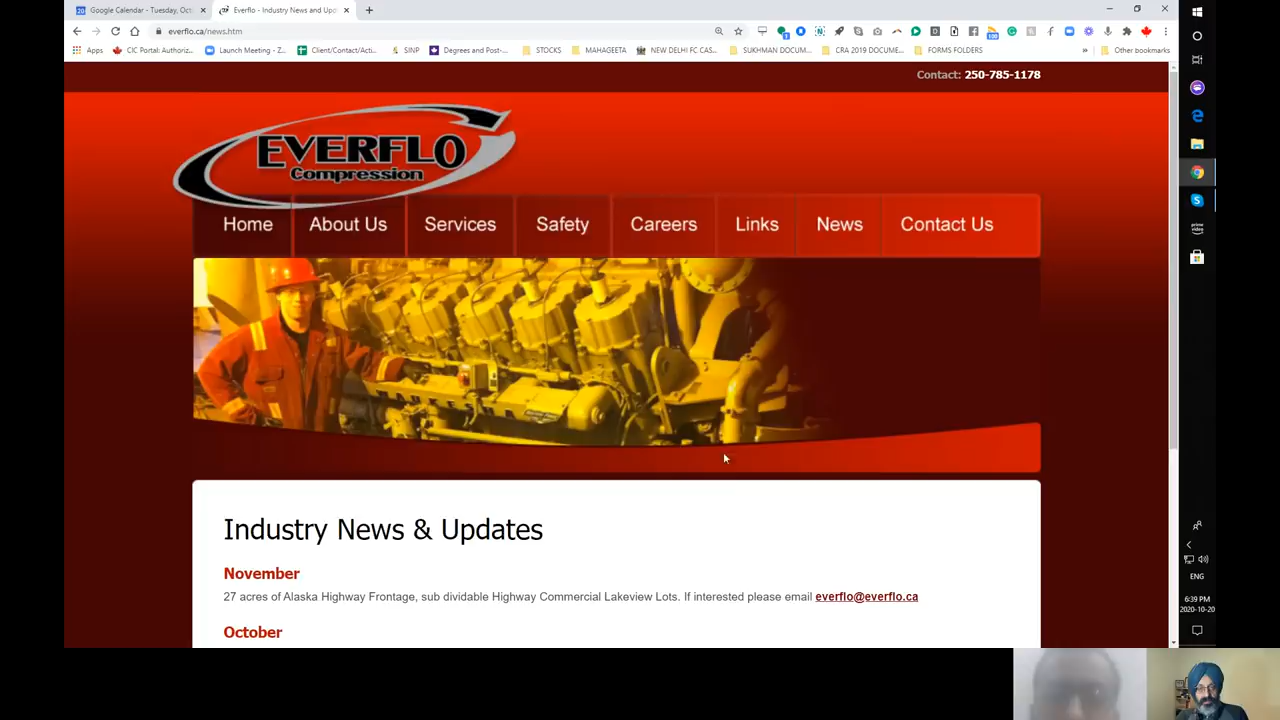 20
Google Calendar - Tuesday, Oct
Everflo - Industry News and Upd
everflo.ca/news.htm
Apps
CIC Portal: Authoriz...
Launch Meeting - Z...
Client/Contact/Acti...
SINP
Degrees and Post-...
STOCKS
MAHAGEETA
NEW DELHI FC CAS...
SUKHMAN DOCUM...
CRA 2019 DOCUME...
FORMS FOLDERS
»
Other bookmarks
Contact: 250-785-1178
EVERFLO
Compression
Home
About Us
Services
Safety
Careers
Links
News
Contact Us
Industry News & Updates
November
27 acres of Alaska Highway Frontage, sub dividable Highway Commercial Lakeview Lots. If interested please email everflo@everflo.ca
October
prime video
ENG
6:39 PM
2020-10-20